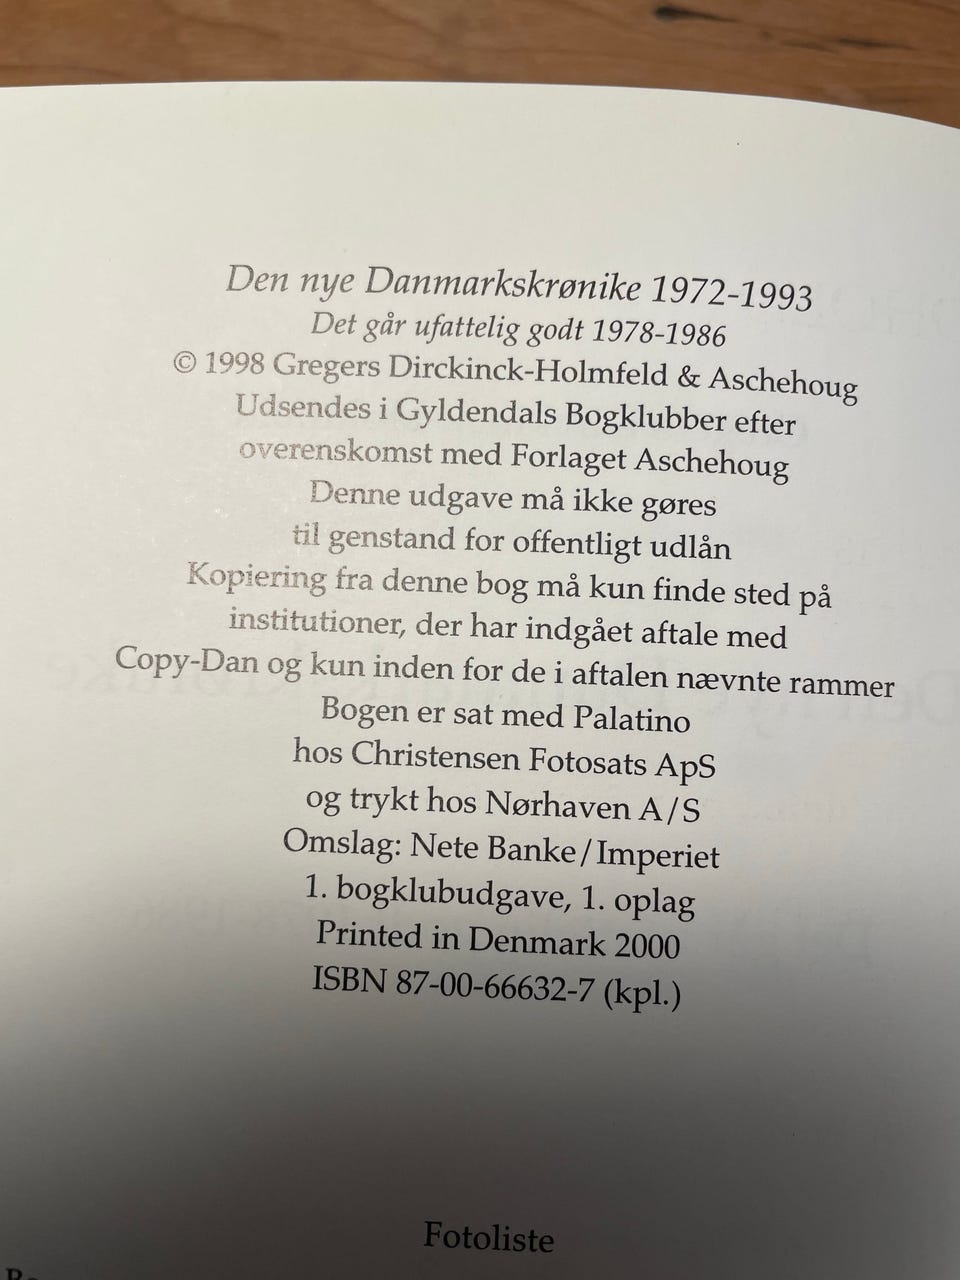 Den nye Danmarkskrønike 1972-1993
Det går ufattelig godt 1978-1986
© 1998 Gregers Dirckinck-Holmfeld & Aschehoug
Udsendes i Gyldendals Bogklubber efter
overenskomst med Forlaget Aschehoug
Denne udgave må ikke gøres
til genstand for offentligt udlån
Kopiering fra denne bog må kun finde sted på
institutioner, der har indgået aftale med
Copy-Dan og kun inden for de i aftalen nævnte rammer
Bogen er sat med Palatino
hos Christensen Fotosats ApS
og trykt hos Nørhaven A/S
Omslag: Nete Banke/Imperiet
1. bogklubudgave, 1. oplag
Printed in Denmark 2000
ISBN 87-00-66632-7 (kpl.)
Fotoliste